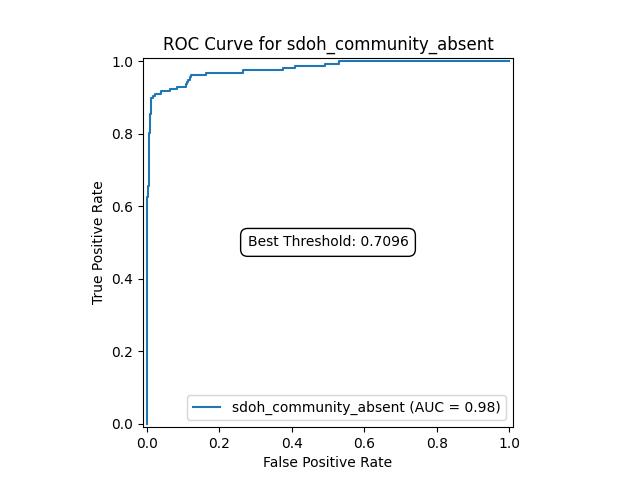 ROC Curve for sdoh_community_absent
1.0
0.8
0.6
0.4
0.2
0.0
True Positive Rate
Best Threshold: 0.7096
sdoh_community_absent (AUC = 0.98)
0.0 0.2 0.4 0.6 0.8 1.0
False Positive Rate